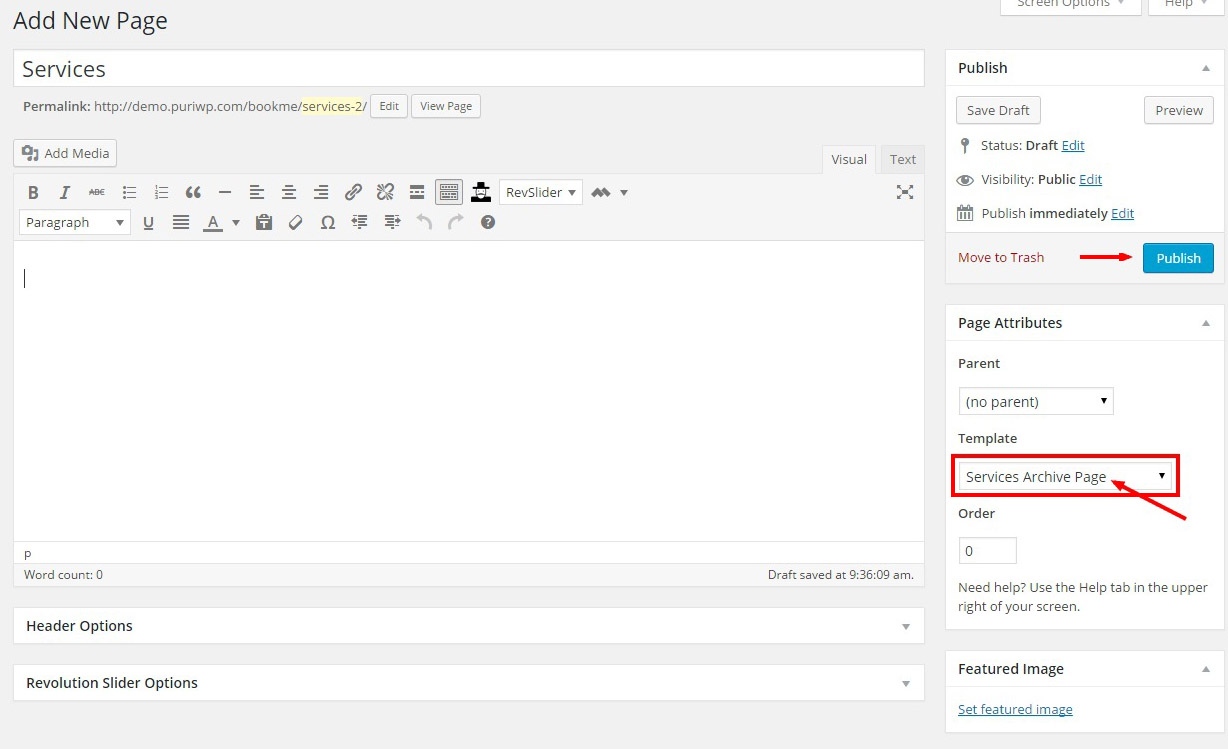 Add New Page
Screen Options
Help
Services
Permalink: http://demo.puriwp.com/bookme/services-2/ Edit View Page
Add Media
Visual Text
B I ABC RevSlider
Paragraph U A Ω ?
p
Word count: 0 Draft saved at 9:36:09 am.
Header Options
Revolution Slider Options
Publish
Save Draft Preview
Status: Draft Edit
Visibility: Public Edit
Publish immediately Edit
Move to Trash Publish
Page Attributes
Parent
(no parent)
Template
Services Archive Page
Order
0
Need help? Use the Help tab in the upper
right of your screen.
Featured Image
Set featured image